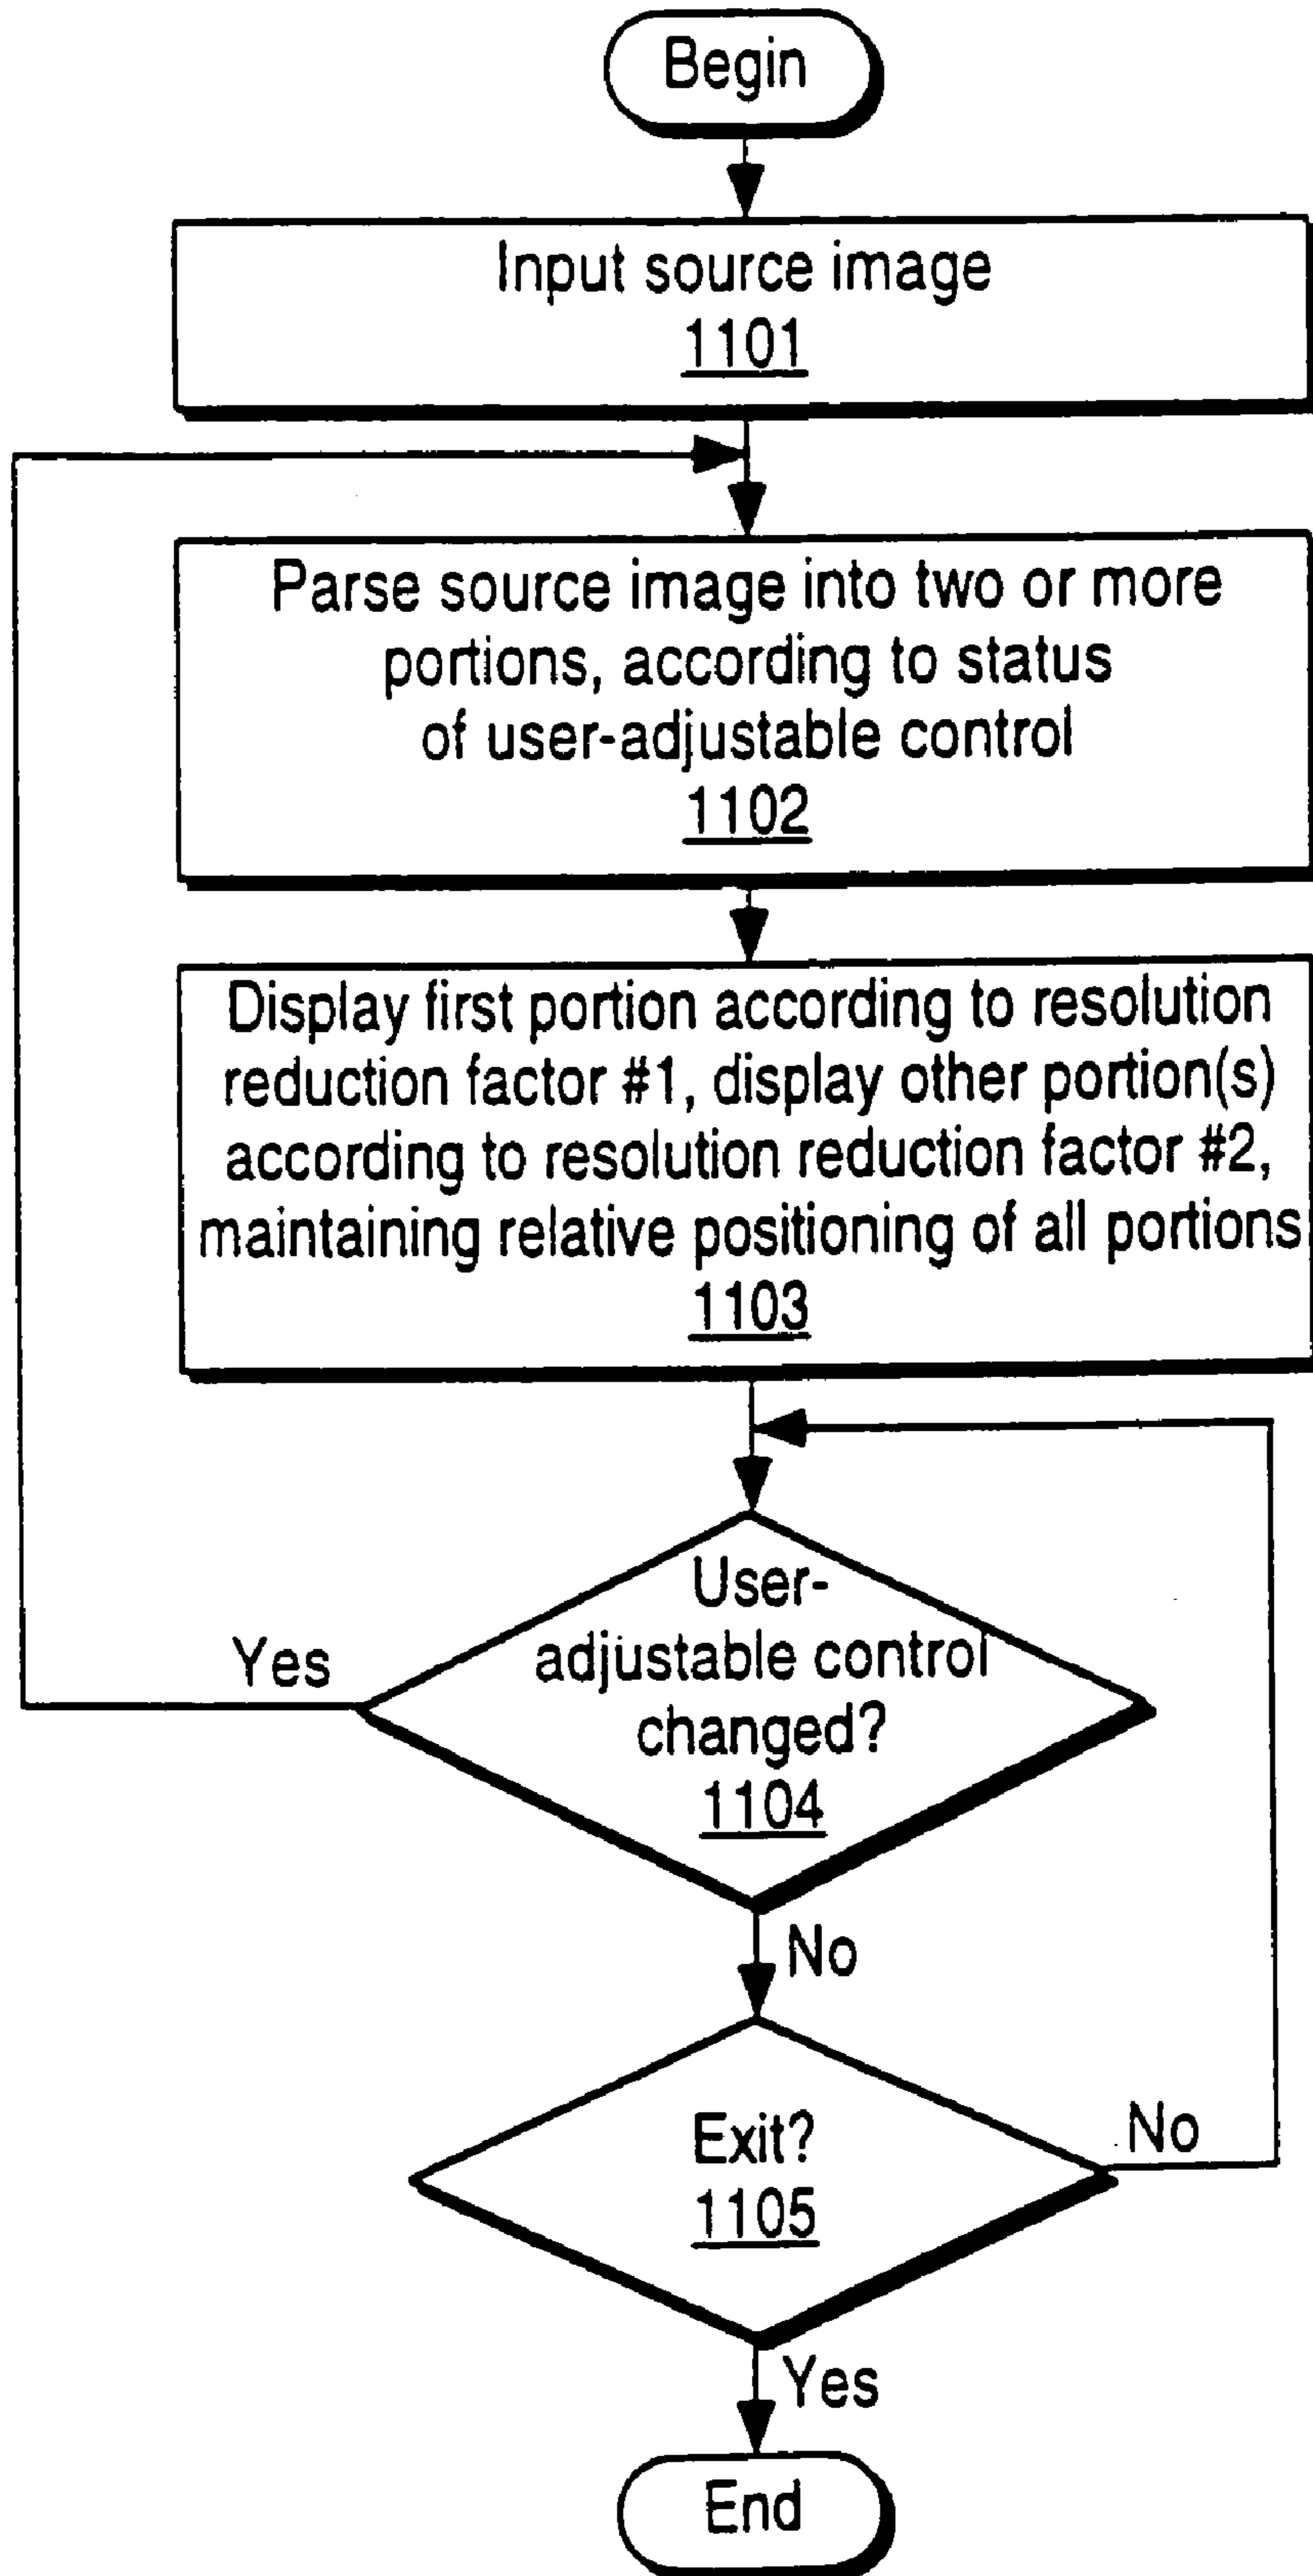 Begin
Input source image
1101
Parse source image into two or more
portions, according to status
of user-adjustable control
1102
Display first portion according to resolution
reduction factor #1, display other portion(s)
according to resolution reduction factor #2,
maintaining relative positioning of all portions
1103
User-
adjustable control
changed?
1104
Yes
No
Exit?
1105
No
Yes
End